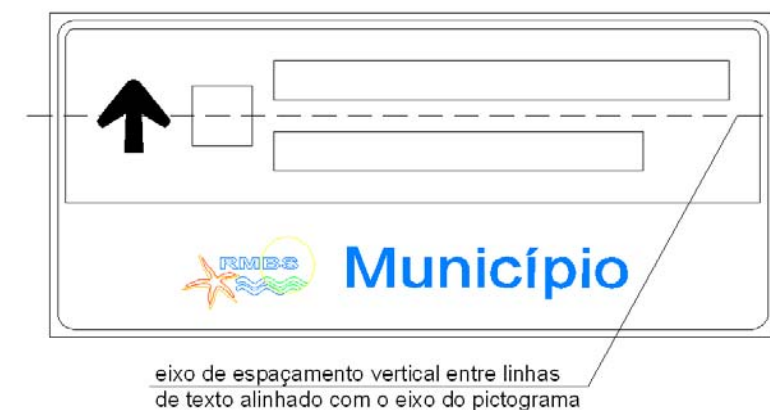 RMBS
Município
eixo de espaçamento vertical entre linhas
de texto alinhado com o eixo do pictograma